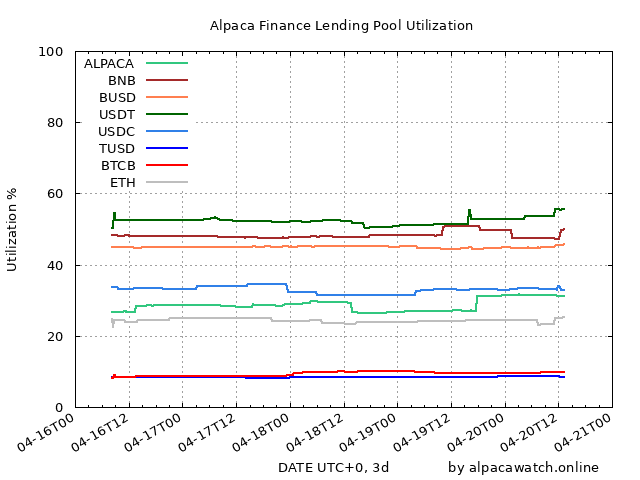 Alpaca Finance Lending Pool Utilization
Utilization %
100
80
60
40
20
0
ALPACA
BNB
BUSD
USDT
USDC
TUSD
BTCB
ETH
04-16T00
04-16T12
04-17T00
04-17T12
04-18T00
04-18T12
04-19T00
04-19T12
04-20T00
04-20T12
04-21T00
DATE UTC+0, 3d
by alpacawatch.online